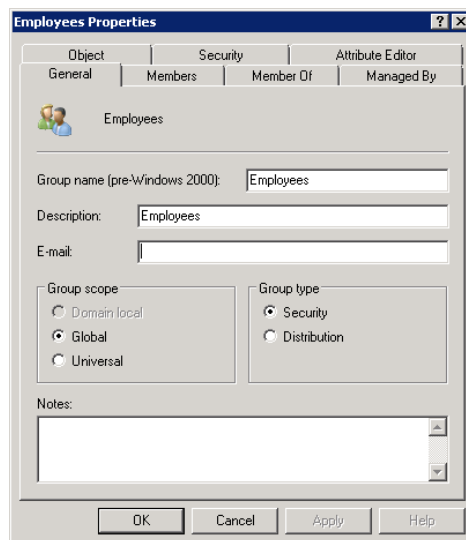 Employees Properties
Object Security Attribute Editor
General Members Member Of Managed By
Employees
Group name (pre-Windows 2000): Employees
Description: Employees
E-mail:
Group scope Group type
Domain local Security
Global Distribution
Universal
Notes:
OK Cancel Apply Help